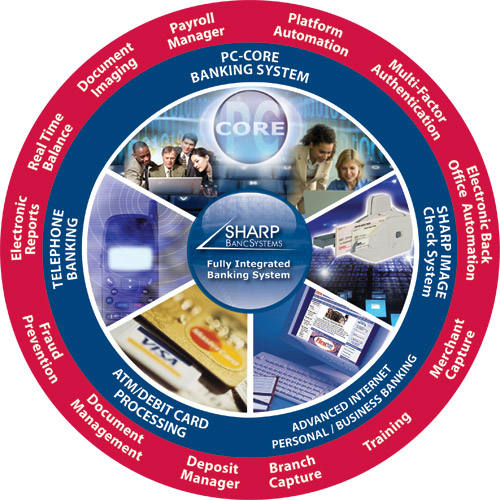 Payroll
Manager
Platform
Automation
Multi-Factor
Authentication
Electronic Back
Office Automation
Merchant
Capture
Training
Branch
Capture
Deposit
Manager
Document
Management
Fraud
Prevention
Electronic
Reports
Real Time
Balance
Document
Imaging
PC-CORE
BANKING SYSTEM
SHARP IMAGE
Check System
ADVANCED INTERNET
PERSONAL / BUSINESS BANKING
ATM/DEBIT CARD
PROCESSING
TELEPHONE
BANKING
PC
CORE
SHARP
BANCSYSTEMS
Fully Integrated
Banking System
VISA
MasterCard